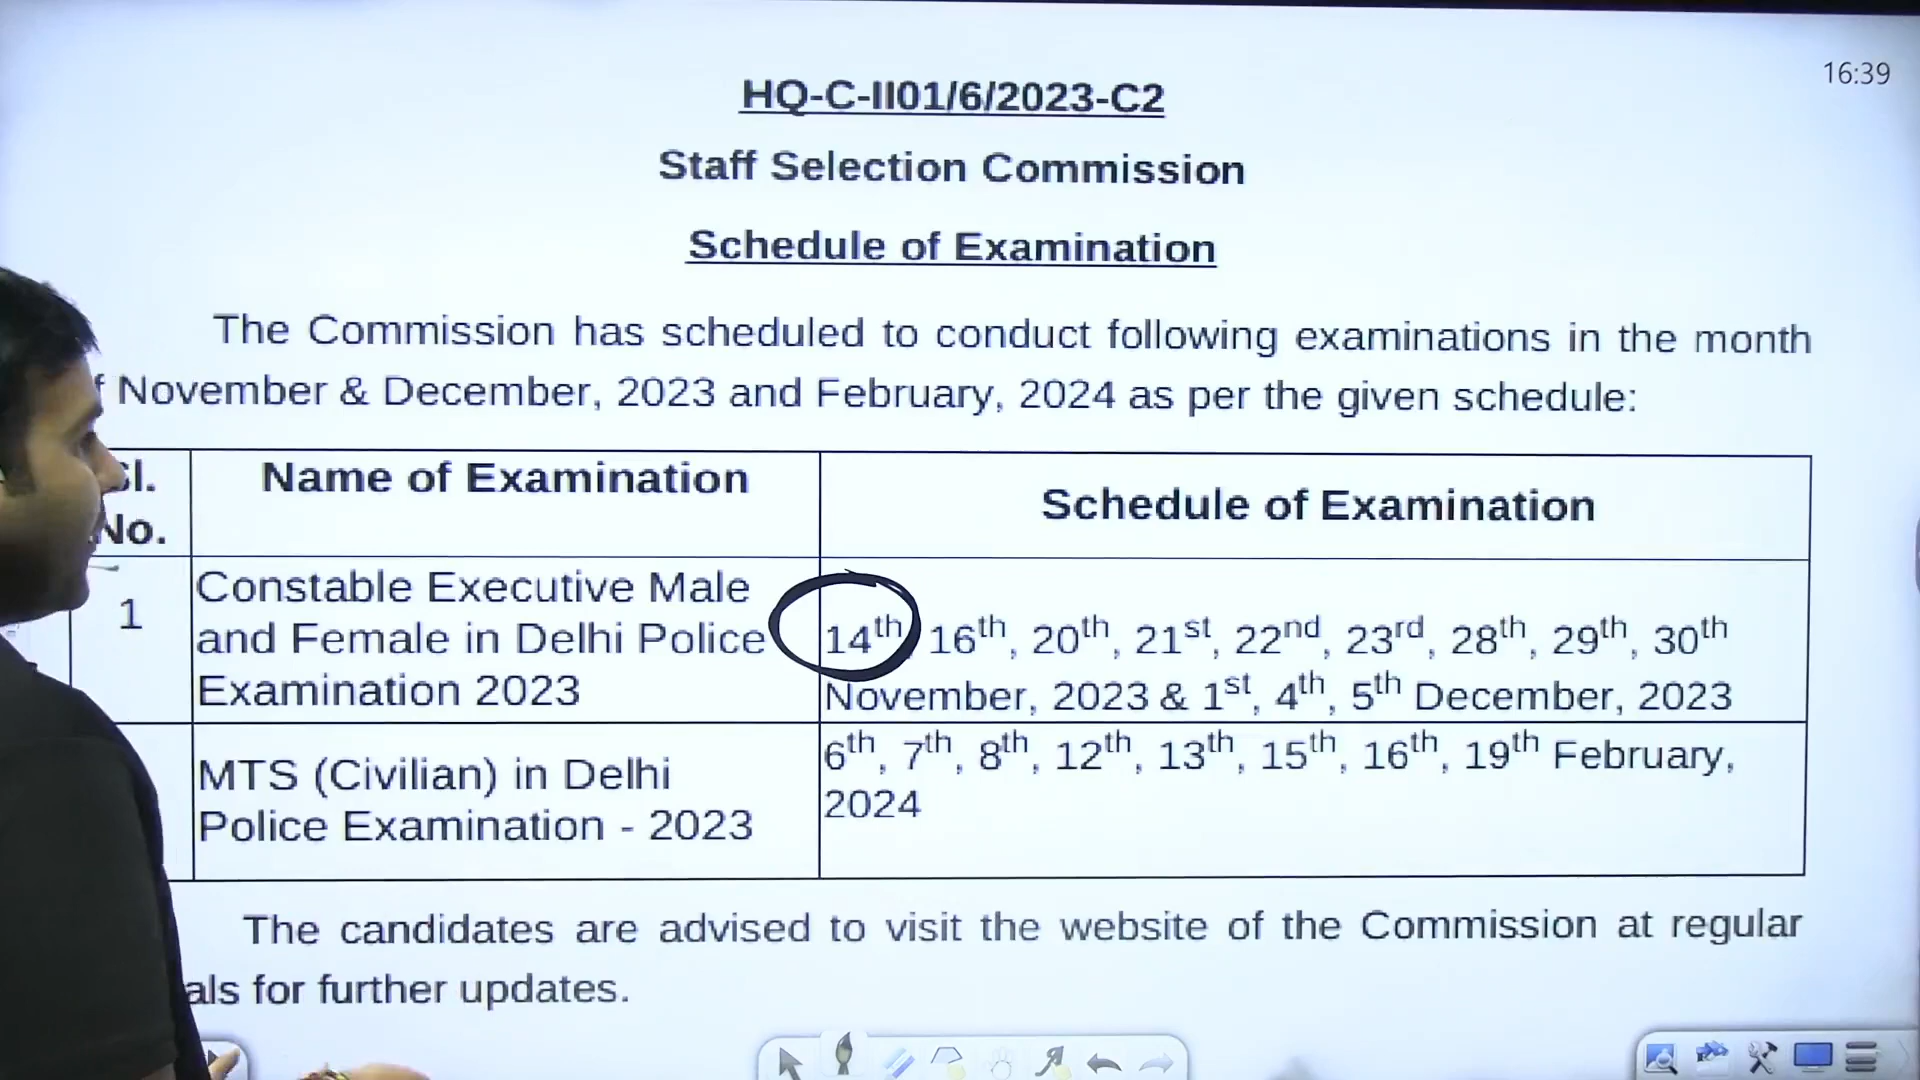 16:39
HQ-C-II01/6/2023-C2
Staff Selection Commission
Schedule of Examination
The Commission has scheduled to conduct following examinations in the month
f November & December, 2023 and February, 2024 as per the given schedule:
Sl.
No.
Name of Examination
Schedule of Examination
1
Constable Executive Male
and Female in Delhi Police
Examination 2023
14th, 16th, 20th, 21st, 22nd, 23rd, 28th, 29th, 30th
November, 2023 & 1st, 4th, 5th December, 2023
MTS (Civilian) in Delhi
Police Examination - 2023
6th, 7th, 8th, 12th, 13th, 15th, 16th, 19th February,
2024
The candidates are advised to visit the website of the Commission at regular
als for further updates.